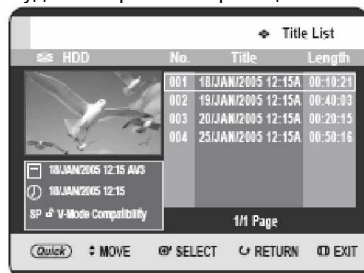 Title List
HDD No. Title Length
001 18/JAN/2005 12:15A 00:10:21
002 19/JAN/2005 12:15A 00:40:03
003 20/JAN/2005 12:15A 00:20:15
004 25/JAN/2005 12:15A 00:50:16
18/JAN/2005 12:15 AV3
18/JAN/2005 12:15
SP V-Mode Compatibility
1/1 Page
Quick MOVE SELECT RETURN EXIT